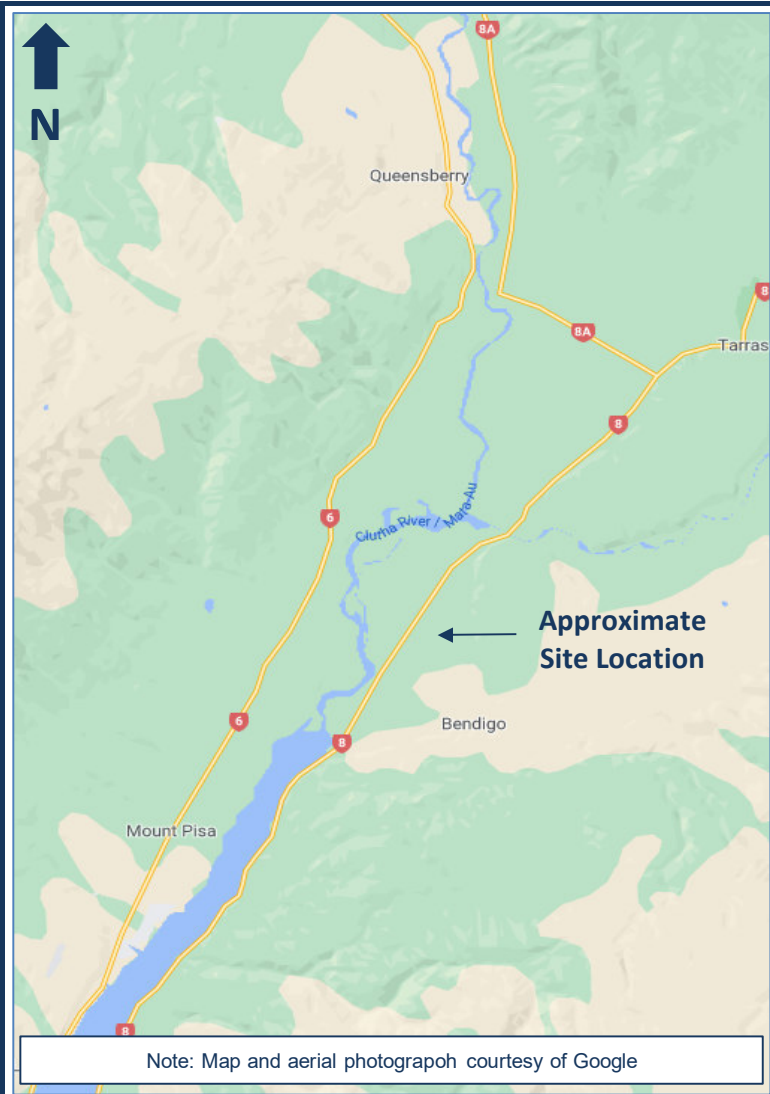 8A
N
Queensberry
8
8A
Tarras
8
6
Clutha River / Mata-Au
Approximate
Site Location
6
Bendigo
8
Mount Pisa
8
Note: Map and aerial photograpoh courtesy of Google